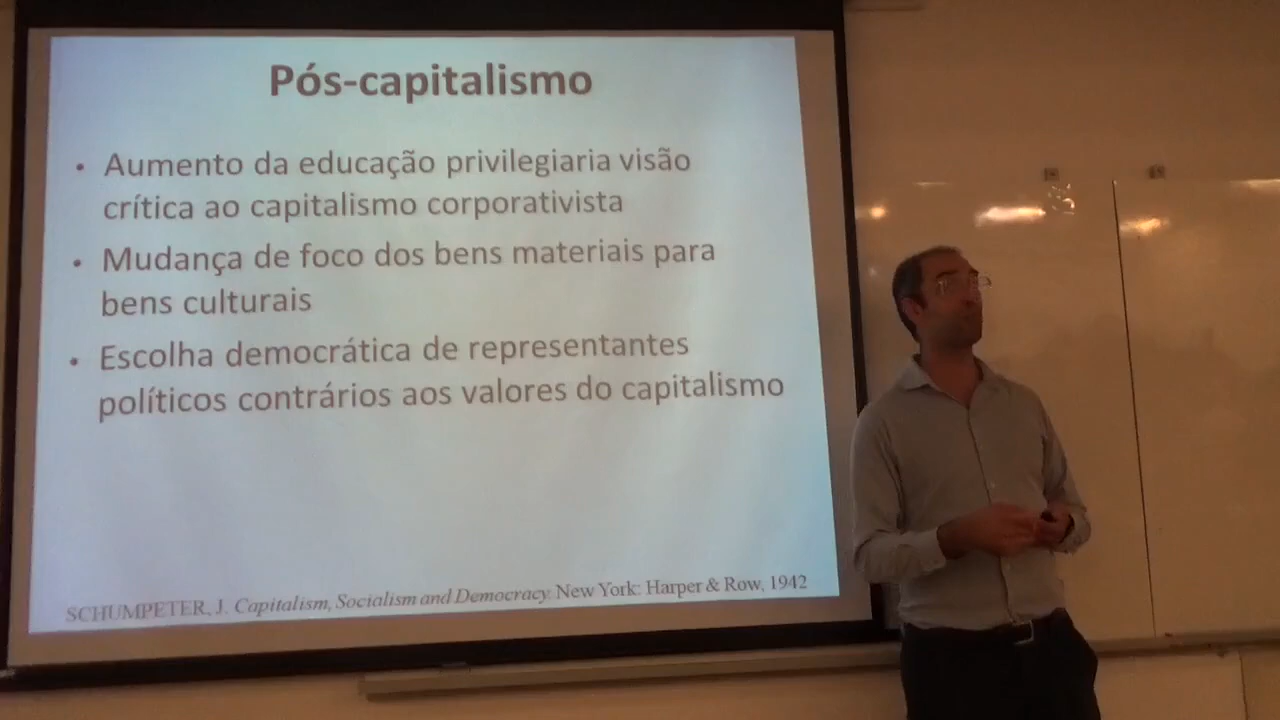 Pós-capitalismo
• Aumento da educação privilegiaria visão
crítica ao capitalismo corporativista
• Mudança de foco dos bens materiais para
bens culturais
• Escolha democrática de representantes
políticos contrários aos valores do capitalismo
SCHUMPETER, J. Capitalism, Socialism and Democracy. New York: Harper & Row, 1942